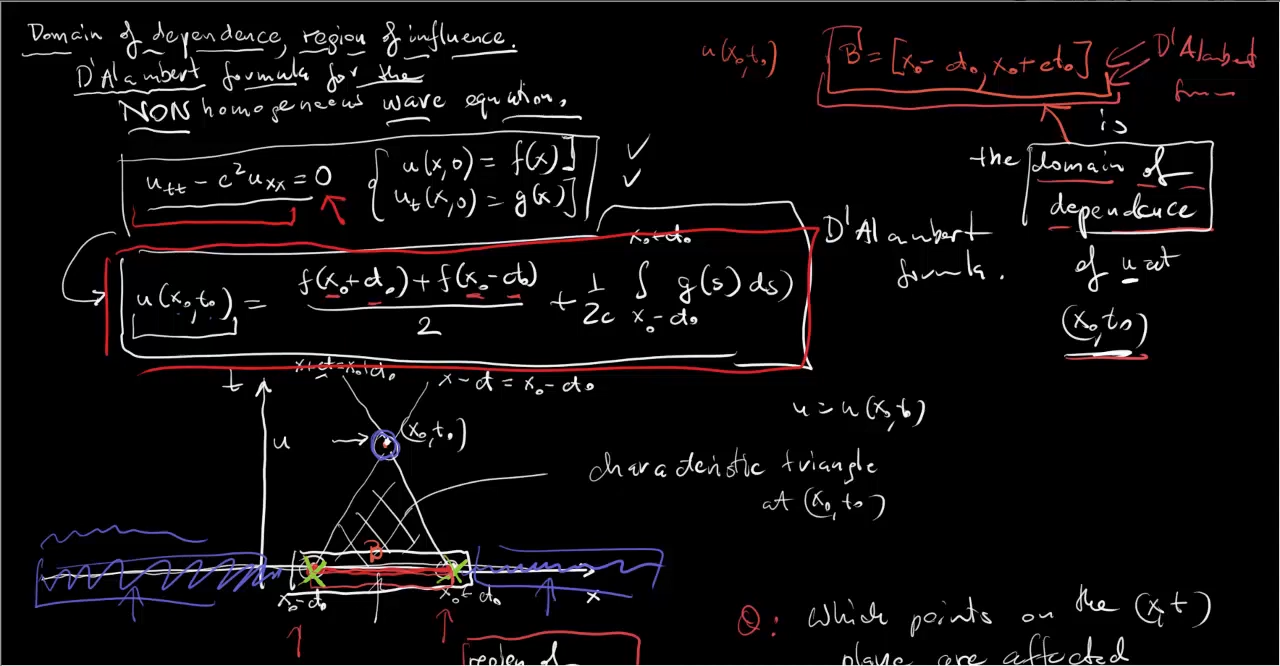 Domain of dependence, region of influence.
D'Alambert formula for the
NON homogeneous wave equation.
u(x₀,t₀)
B = [x₀ - ct₀, x₀ + ct₀]
D'Alambert
is
the domain of
dependence
of u at
(x₀,t₀)
uₜₜ - c²uₓₓ = 0
u(x,0) = f(x)
uₜ(x,0) = g(x)
D'Alambert
formula.
u(x₀,t₀) = f(x₀+ct₀) + f(x₀-ct₀) / 2 + 1/2c ∫ x₀-ct₀ x₀+ct₀ g(s) ds
x+ct = x₀+ct₀
x - ct = x₀ - ct₀
t
u
(x₀,t₀)
u = u(x,t)
characteristic triangle
at (x₀,t₀)
B
x₀-ct₀
x₀+ct₀
x
Q: which points on the (x,t)
plane are affected
region of